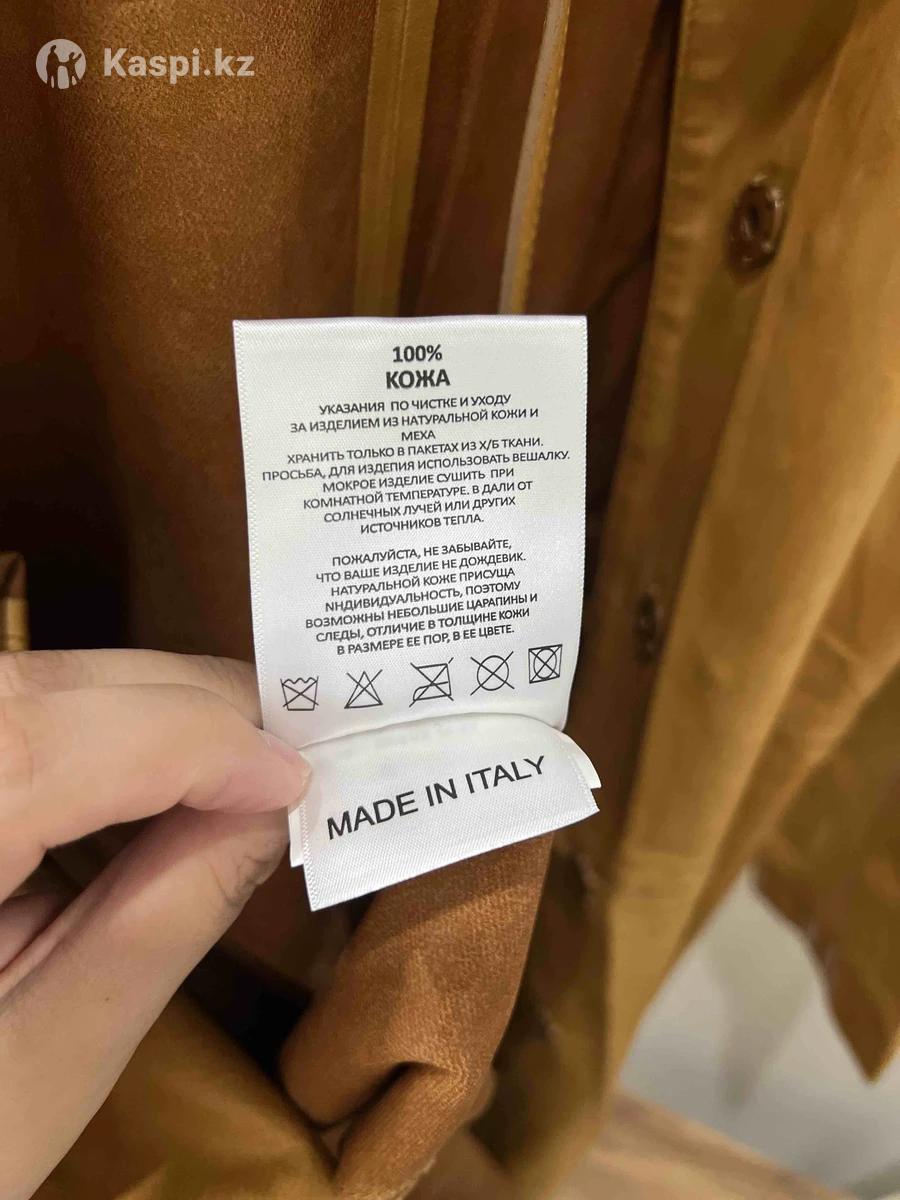 Kaspi.kz
100%
КОЖА
УКАЗАНИЯ ПО ЧИСТКЕ И УХОДУ
ЗА ИЗДЕЛИЕМ ИЗ НАТУРАЛЬНОЙ КОЖИ И
МЕХА
ХРАНИТЬ ТОЛЬКО В ПАКЕТАХ ИЗ Х/Б ТКАНИ.
ПРОСЬБА, ДЛЯ ИЗДЕПИЯ ИСПОЛЬЗОВАТЬ ВЕШАЛКУ.
МОКРОЕ ИЗДЕЛИЕ СУШИТЬ ПРИ
КОМНАТНОЙ ТЕМПЕРАТУРЕ. В ДАЛИ ОТ
СОЛНЕЧНЫХ ЛУЧЕЙ ИЛИ ДРУГИХ
ИСТОЧНИКОВ ТЕПЛА.
ПОЖАЛУЙСТА, НЕ ЗАБЫВАЙТЕ,
ЧТО ВАШЕ ИЗДЕЛИЕ НЕ ДОЖДЕВИК.
НАТУРАЛЬНОЙ КОЖЕ ПРИСУЩА
NНДИВИДУАЛЬНОСТЬ, ПОЭТОМУ
ВОЗМОЖНЫ НЕБОЛЬШИЕ ЦАРАПИНЫ И
СЛЕДЫ, ОТЛИЧИЕ В ТОЛЩИНЕ КОЖИ
В РАЗМЕРЕ ЕЕ ПОР, В ЕЕ ЦВЕТЕ.
MADE IN ITALY